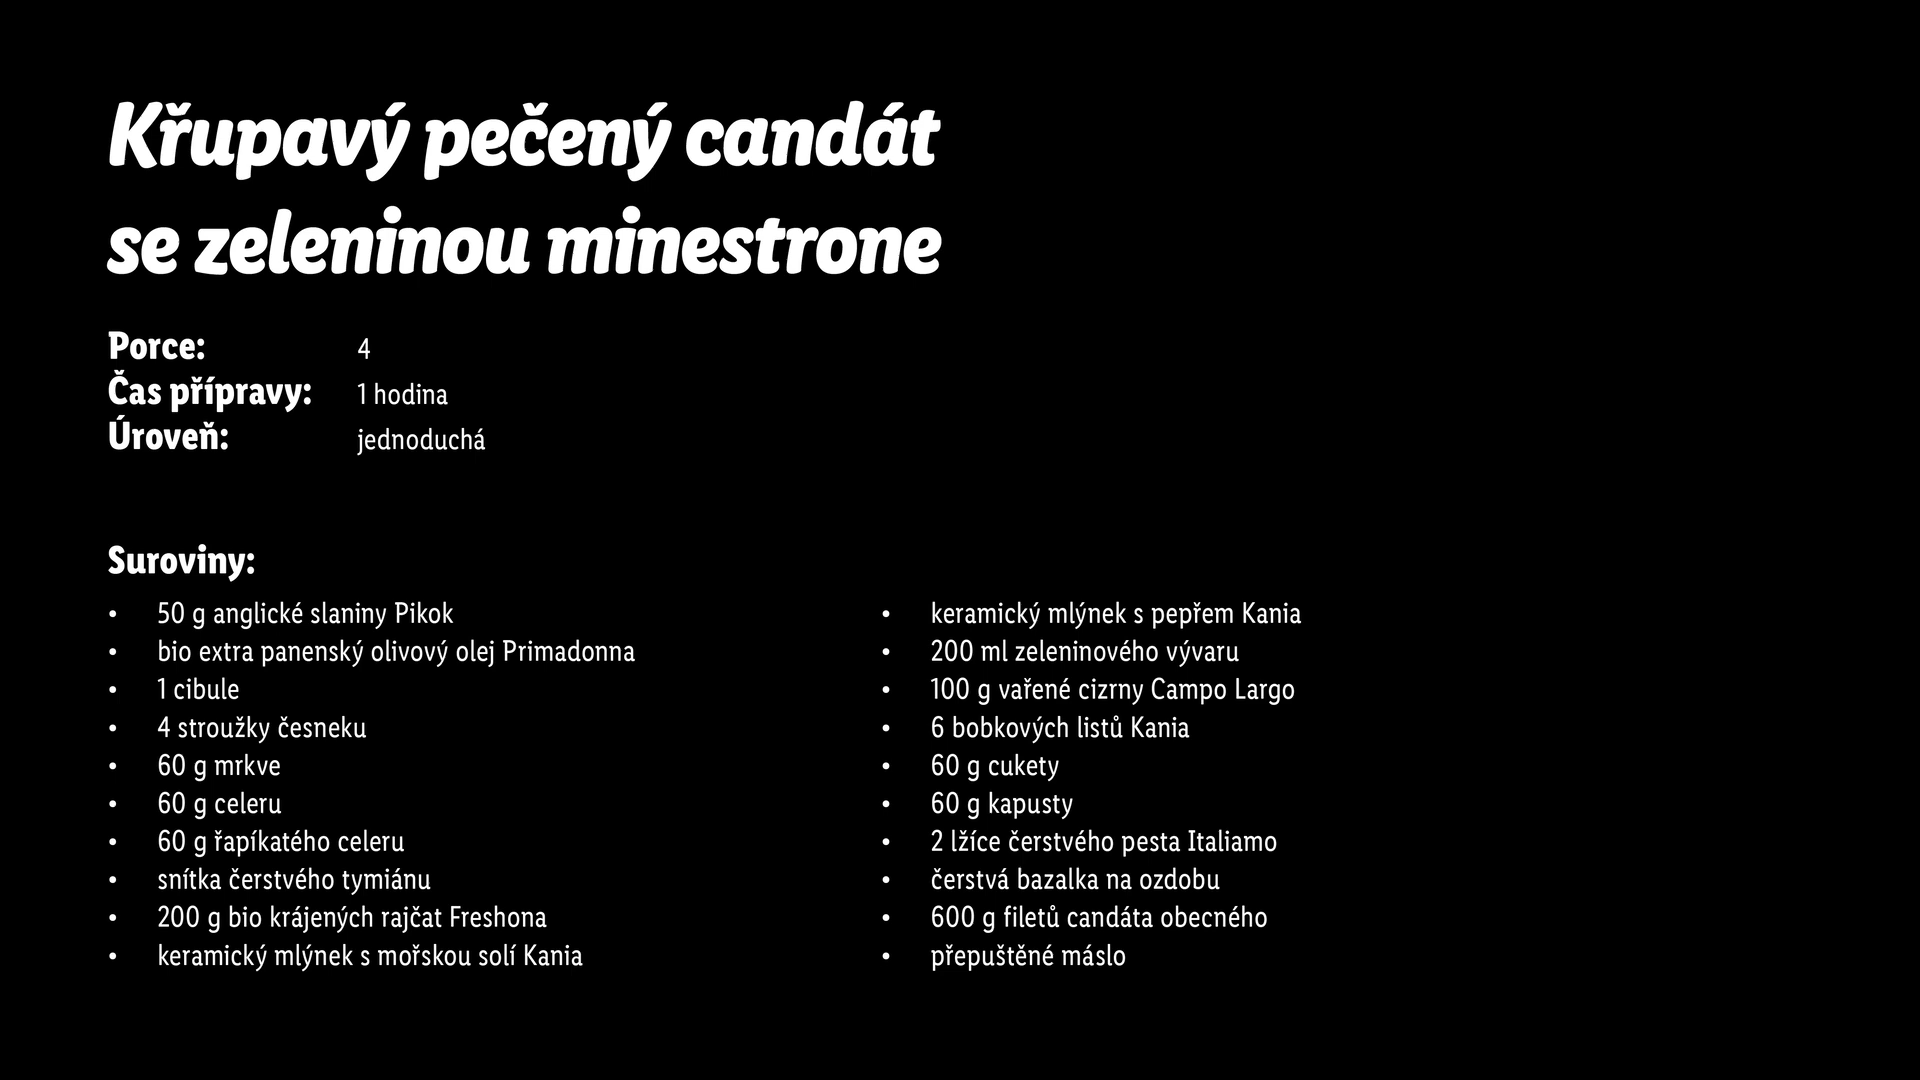 Křupavý pečený candát
se zeleninou minestrone
Porce: 4
Čas přípravy: 1 hodina
Úroveň: jednoduchá
Suroviny:
• 50 g anglické slaniny Pikok
• bio extra panenský olivový olej Primadonna
• 1 cibule
• 4 stroužky česneku
• 60 g mrkve
• 60 g celeru
• 60 g řapíkatého celeru
• snítka čerstvého tymiánu
• 200 g bio krájených rajčat Freshona
• keramický mlýnek s mořskou solí Kania
• keramický mlýnek s pepřem Kania
• 200 ml zeleninového vývaru
• 100 g vařené cizrny Campo Largo
• 6 bobkových listů Kania
• 60 g cukety
• 60 g kapusty
• 2 lžíce čerstvého pesta Italiamo
• čerstvá bazalka na ozdobu
• 600 g filetů candáta obecného
• přepuštěné máslo